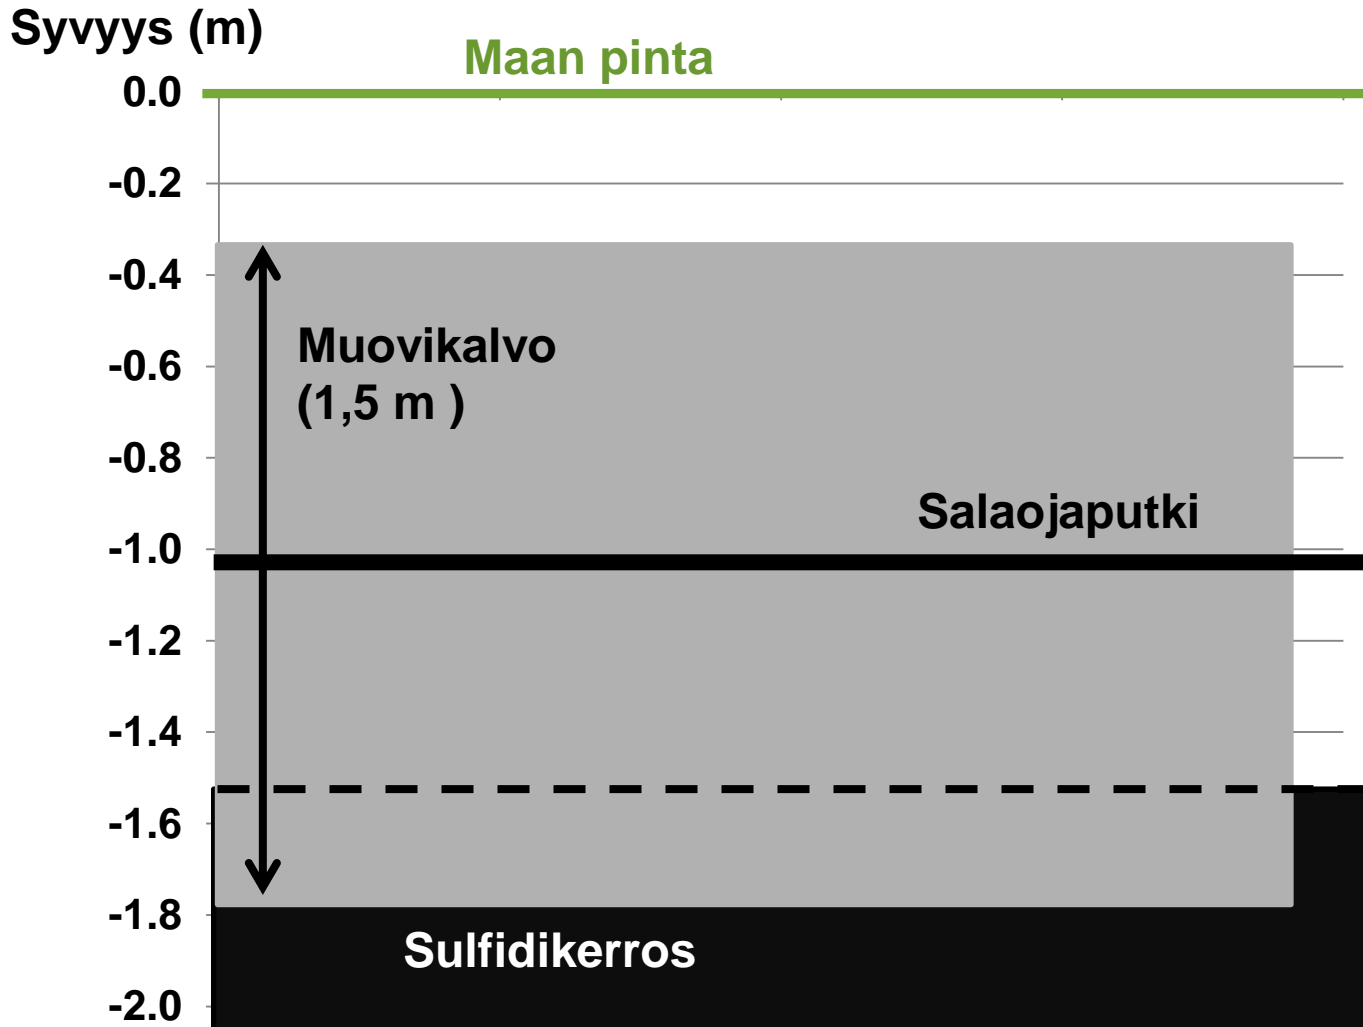 Syvyys (m)
Maan pinta
0.0
-0.2
-0.4
Muovikalvo
-0.6
(1,5 m )
-0.8
Salaojaputki
-1.0
-1.2
-1.4
-1.6
-1.8
Sulfidikerros
-2.0